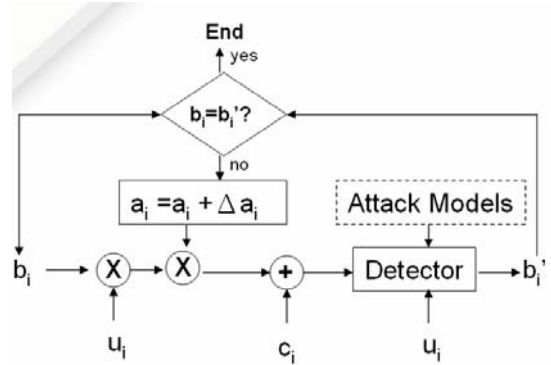 End
yes
bᵢ=bᵢ'?
no
aᵢ =aᵢ + Δ aᵢ
Attack Models
bᵢ
X
X
+
Detector
bᵢ'
uᵢ
cᵢ
uᵢ